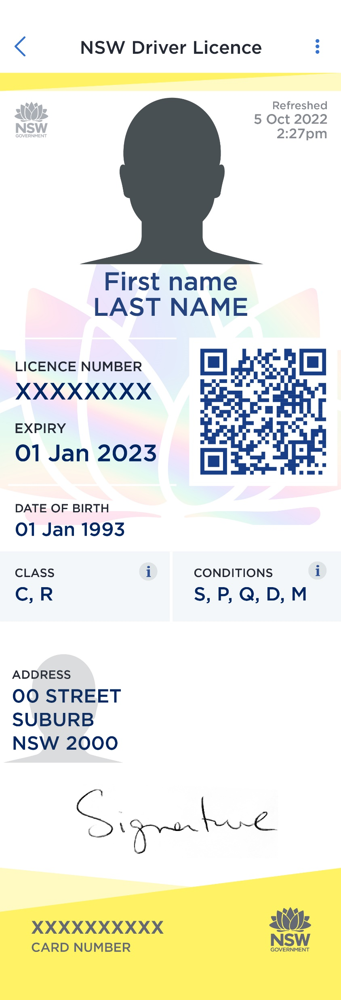 NSW Driver Licence
NSW
GOVERNMENT
Refreshed
5 Oct 2022
2:27pm
First name
LAST NAME
LICENCE NUMBER
XXXXXXXX
EXPIRY
01 Jan 2023
DATE OF BIRTH
01 Jan 1993
CLASS
i
C, R
CONDITIONS
i
S, P, Q, D, M
ADDRESS
00 STREET
SUBURB
NSW 2000
Signature
XXXXXXXXXX
CARD NUMBER
NSW
GOVERNMENT